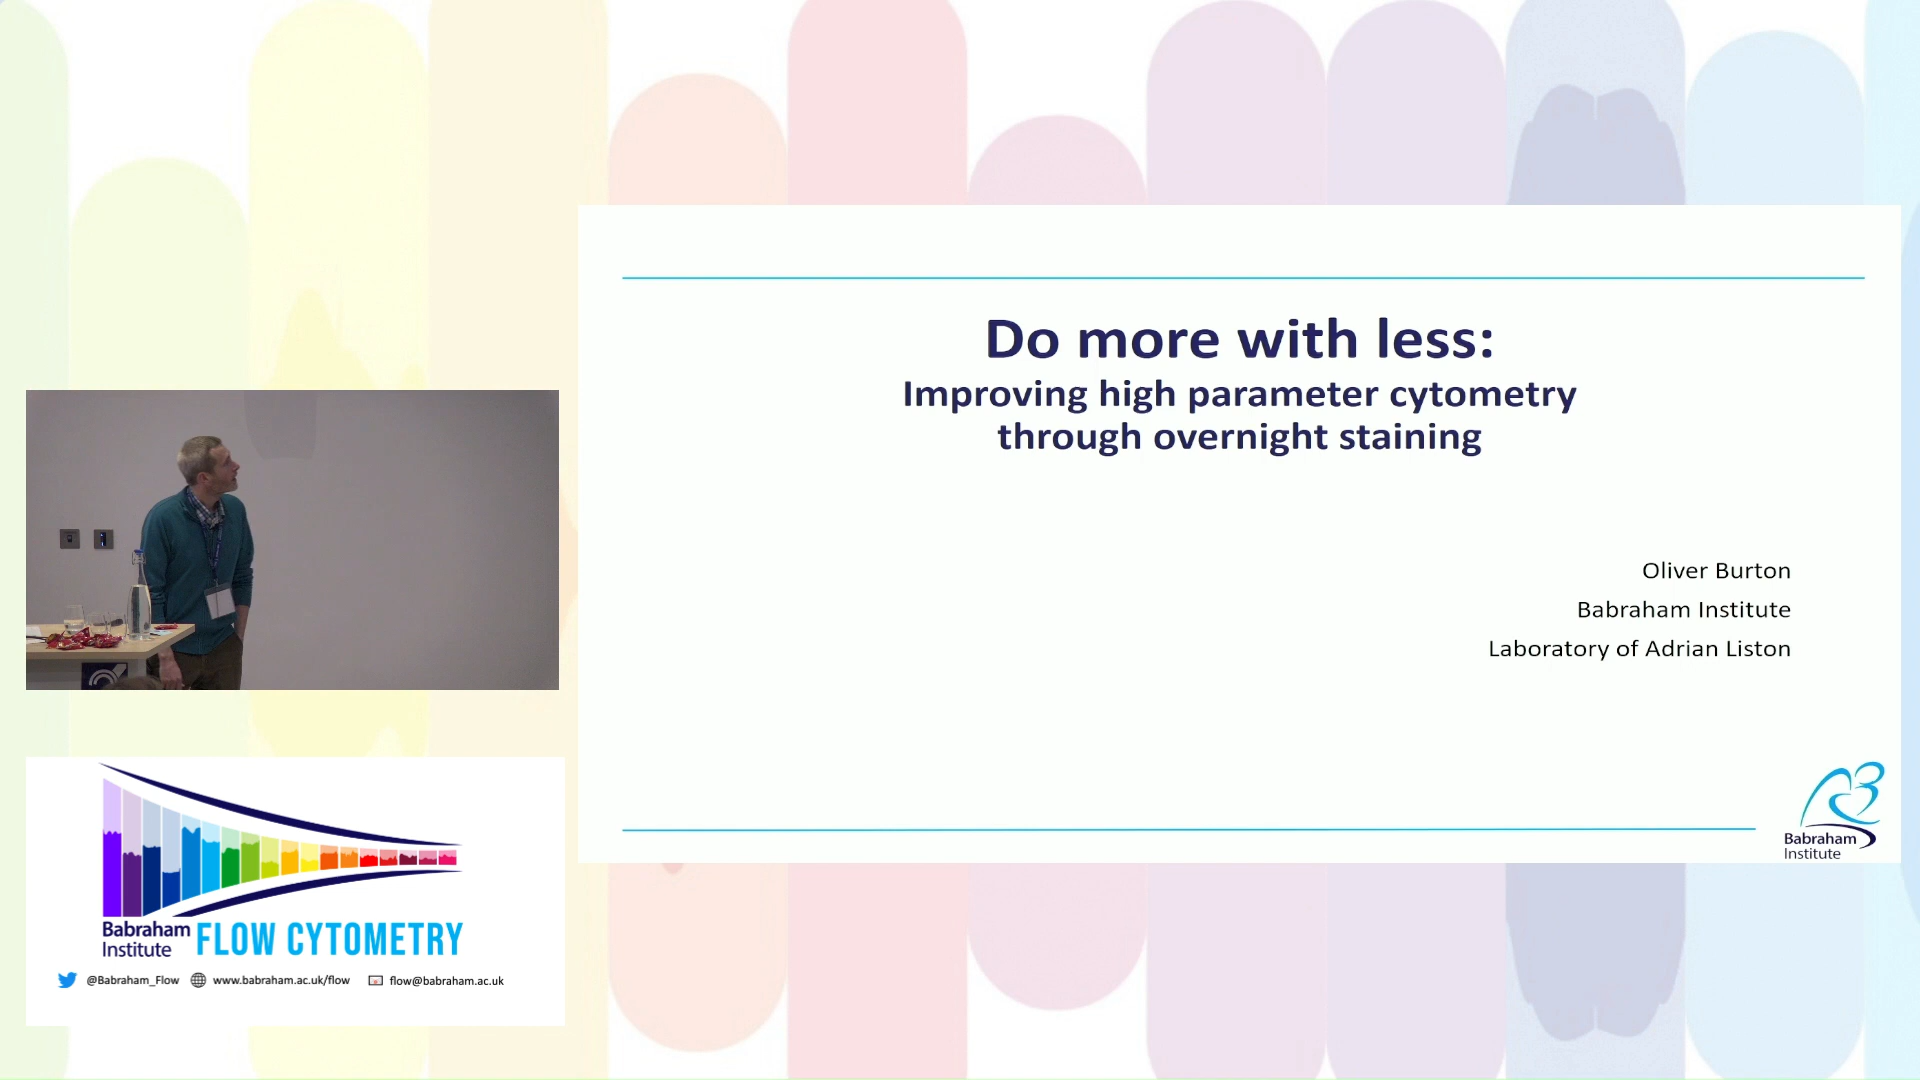 Do more with less:
Improving high parameter cytometry
through overnight staining
Oliver Burton
Babraham Institute
Laboratory of Adrian Liston
Babraham
Institute
Babraham
Institute
FLOW CYTOMETRY
@Babraham_Flow www.babraham.ac.uk/flow flow@babraham.ac.uk